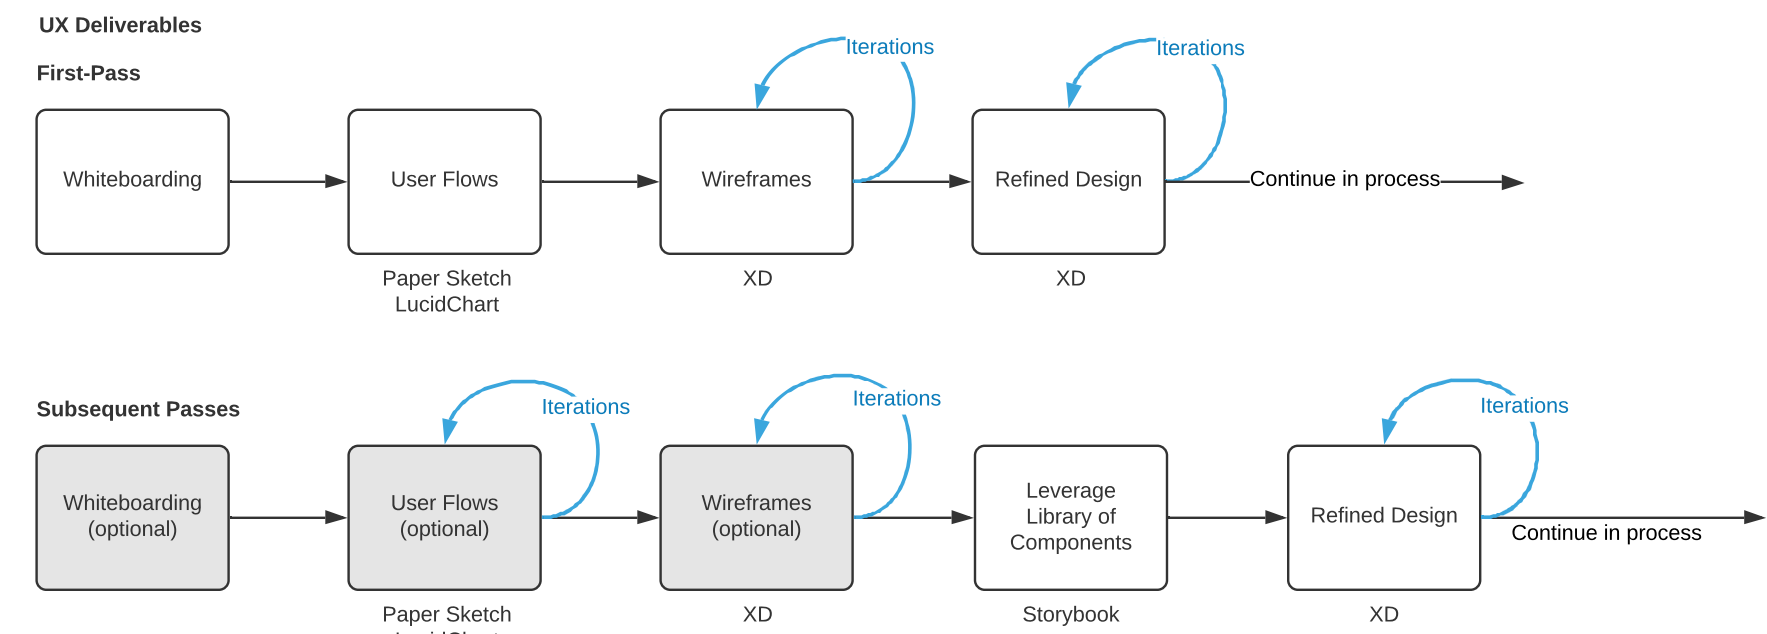 UX Deliverables
First-Pass
Iterations
Iterations
Whiteboarding
User Flows
Wireframes
Refined Design
Continue in process
Paper Sketch
LucidChart
XD
XD
Subsequent Passes
Iterations
Iterations
Iterations
Whiteboarding
(optional)
User Flows
(optional)
Wireframes
(optional)
Leverage
Library of
Components
Refined Design
Continue in process
Paper Sketch
XD
Storybook
XD